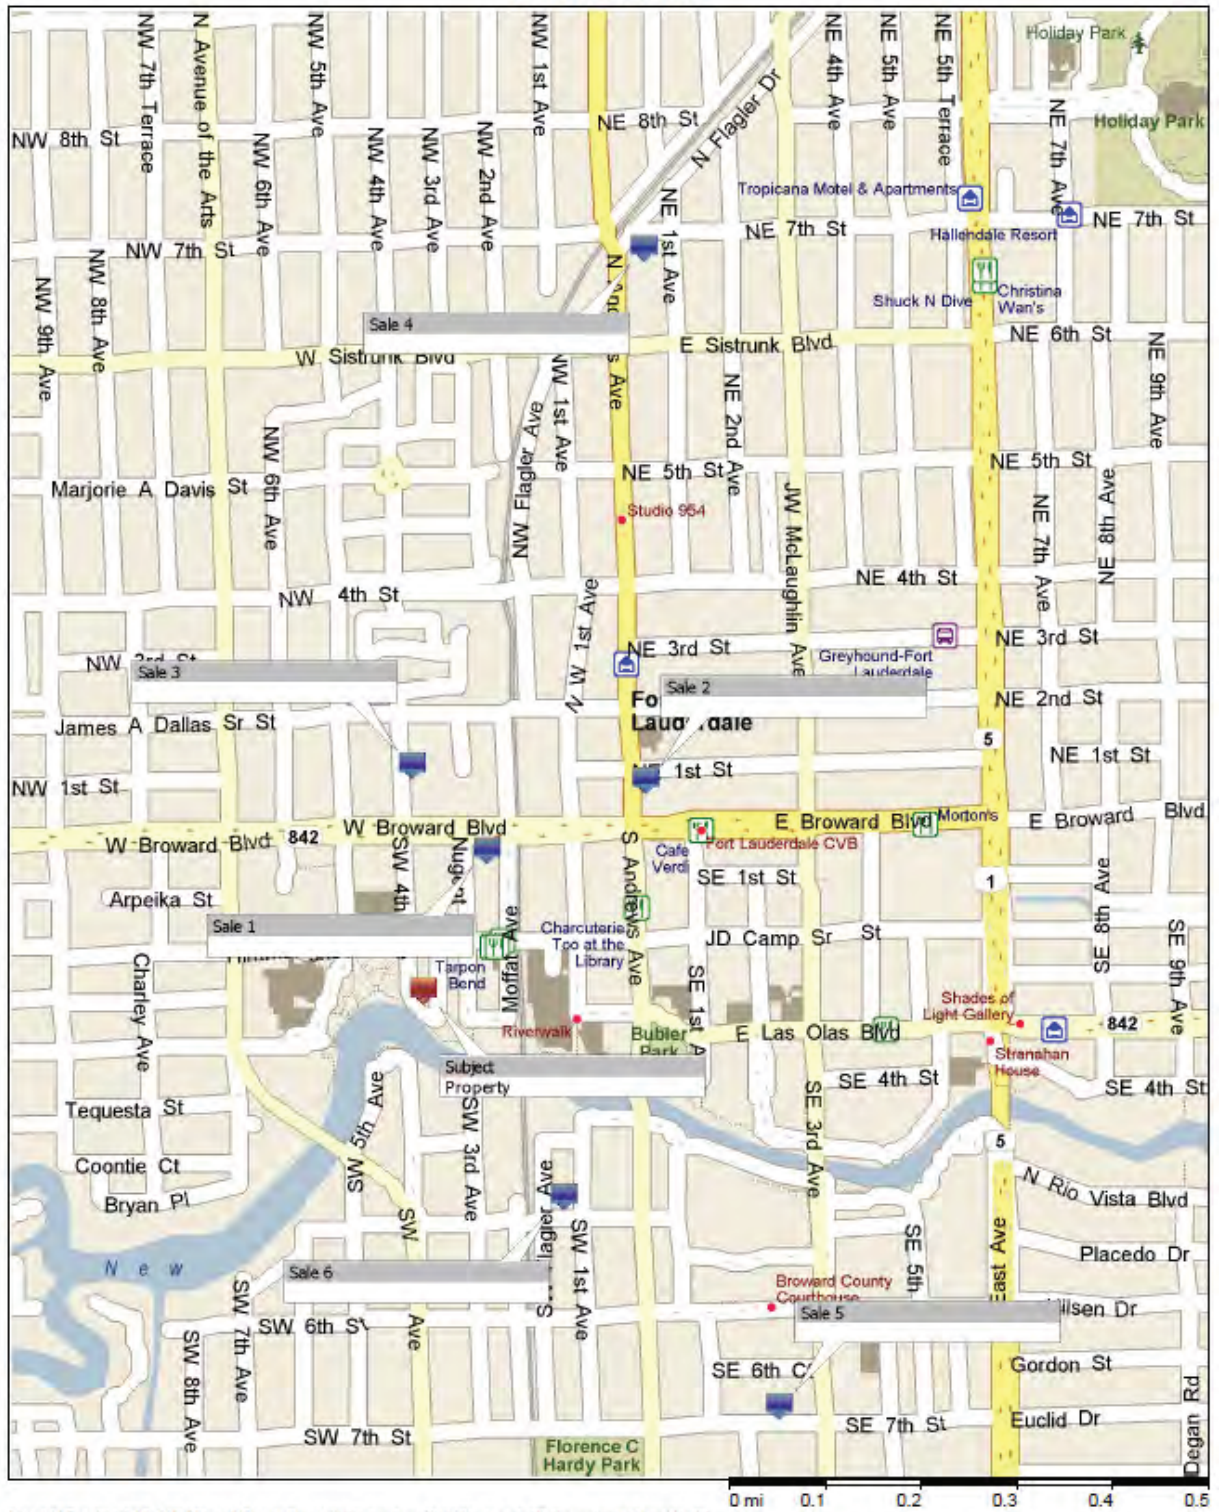 NW 7th Terrace
N Avenue of the Arts
NW 5th Ave
NW 1st Ave
NE 4th Ave
NE 5th Ave
NE 5th Terrace
Holiday Park
NW 8th St
NW 6th Ave
NW 4th Ave
NW 3rd Ave
NW 2nd Ave
NE 8th St
N Flagler Dr
NE 7th Ave
Holiday Park
Tropicana Motel & Apartments
NE 1st Ave
NE 7th St
NE 7th St
Hallendale Resort
NW 7th St
NW 8th Ave
NW 9th Ave
Shuck N Dive
Christina
Wan's
Sale 4
s Ave
W Sistrunk Blvd
E Sistrunk Blvd
NE 6th St
NE 9th Ave
NW 1st Ave
NE 2nd Ave
NW Flagler Ave
NW 6th Ave
Marjorie A Davis St
NE 5th St
NE 5th St
NE 8th Ave
JW McLaughlin Ave
NE 7th Ave
Studio 954
NW 4th St
NW 1st Ave
NE 4th St
NW 3rd St
NE 3rd St
NE 3rd St
Greyhound-Fort
Lauderdale
Sale 3
Sale 2
Fo
Lauderdale
NE 2nd St
James A Dallas Sr St
5
NW 1st St
NE 1st St
NE 1st St
W Broward Blvd
842
W Broward Blvd
E Broward Blvd
Morton's
E Broward Blvd
Fort Lauderdale CVB
Cafe
Verdi
SW 4th
Nugent
S Andrews Ave
SE 1st St
1
SE 8th Ave
Arpeika St
Sale 1
Moffat Ave
Charcuterie
Too at the
Library
JD Camp Sr St
SE 9th Ave
Charley Ave
Tarpon
Bend
SE 1st A
Riverwalk
Bubier
Park
E Las Olas Blvd
Shades of
Light Gallery
842
Stranahan
House
Subject
Property
SE 4th St
SE 4th St
Tequesta St
SW 5th Ave
SW 3rd Ave
SE 3rd Ave
5
Coontie Ct
Bryan Pl
N Rio Vista Blvd
New
SW
Ave
SE 5th
East Ave
Placedo Dr
Sale 6
SW 1st Ave
SW 7th Ave
Broward County
Courthouse
Sale 5
ilsen Dr
SW 6th S
SW 8th Ave
SE 6th C
Gordon St
SW 7th St
SE 7th St
Euclid Dr
Degan Rd
Florence C
Hardy Park
0 mi 0.1 0.2 0.3 0.4 0.5